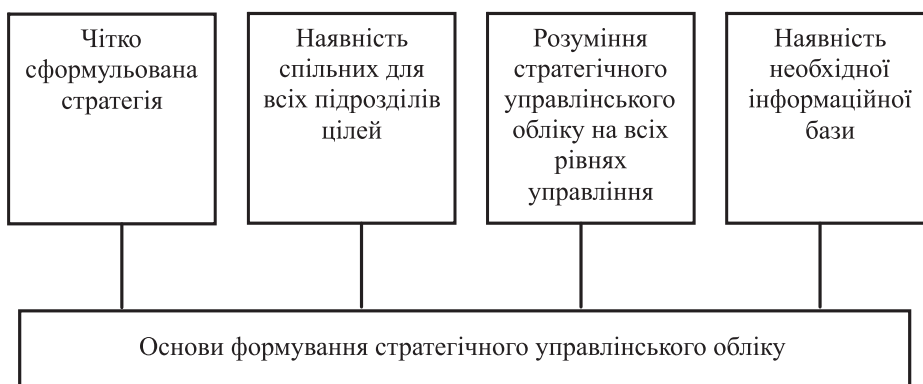 Чітко
сформульована
стратегія
Наявність
спільних для
всіх підрозділів
цілей
Розуміння
стратегічного
управлінського
обліку на всіх
рівнях
управління
Наявність
необхідної
інформаційної
бази
Основи формування стратегічного управлінського обліку